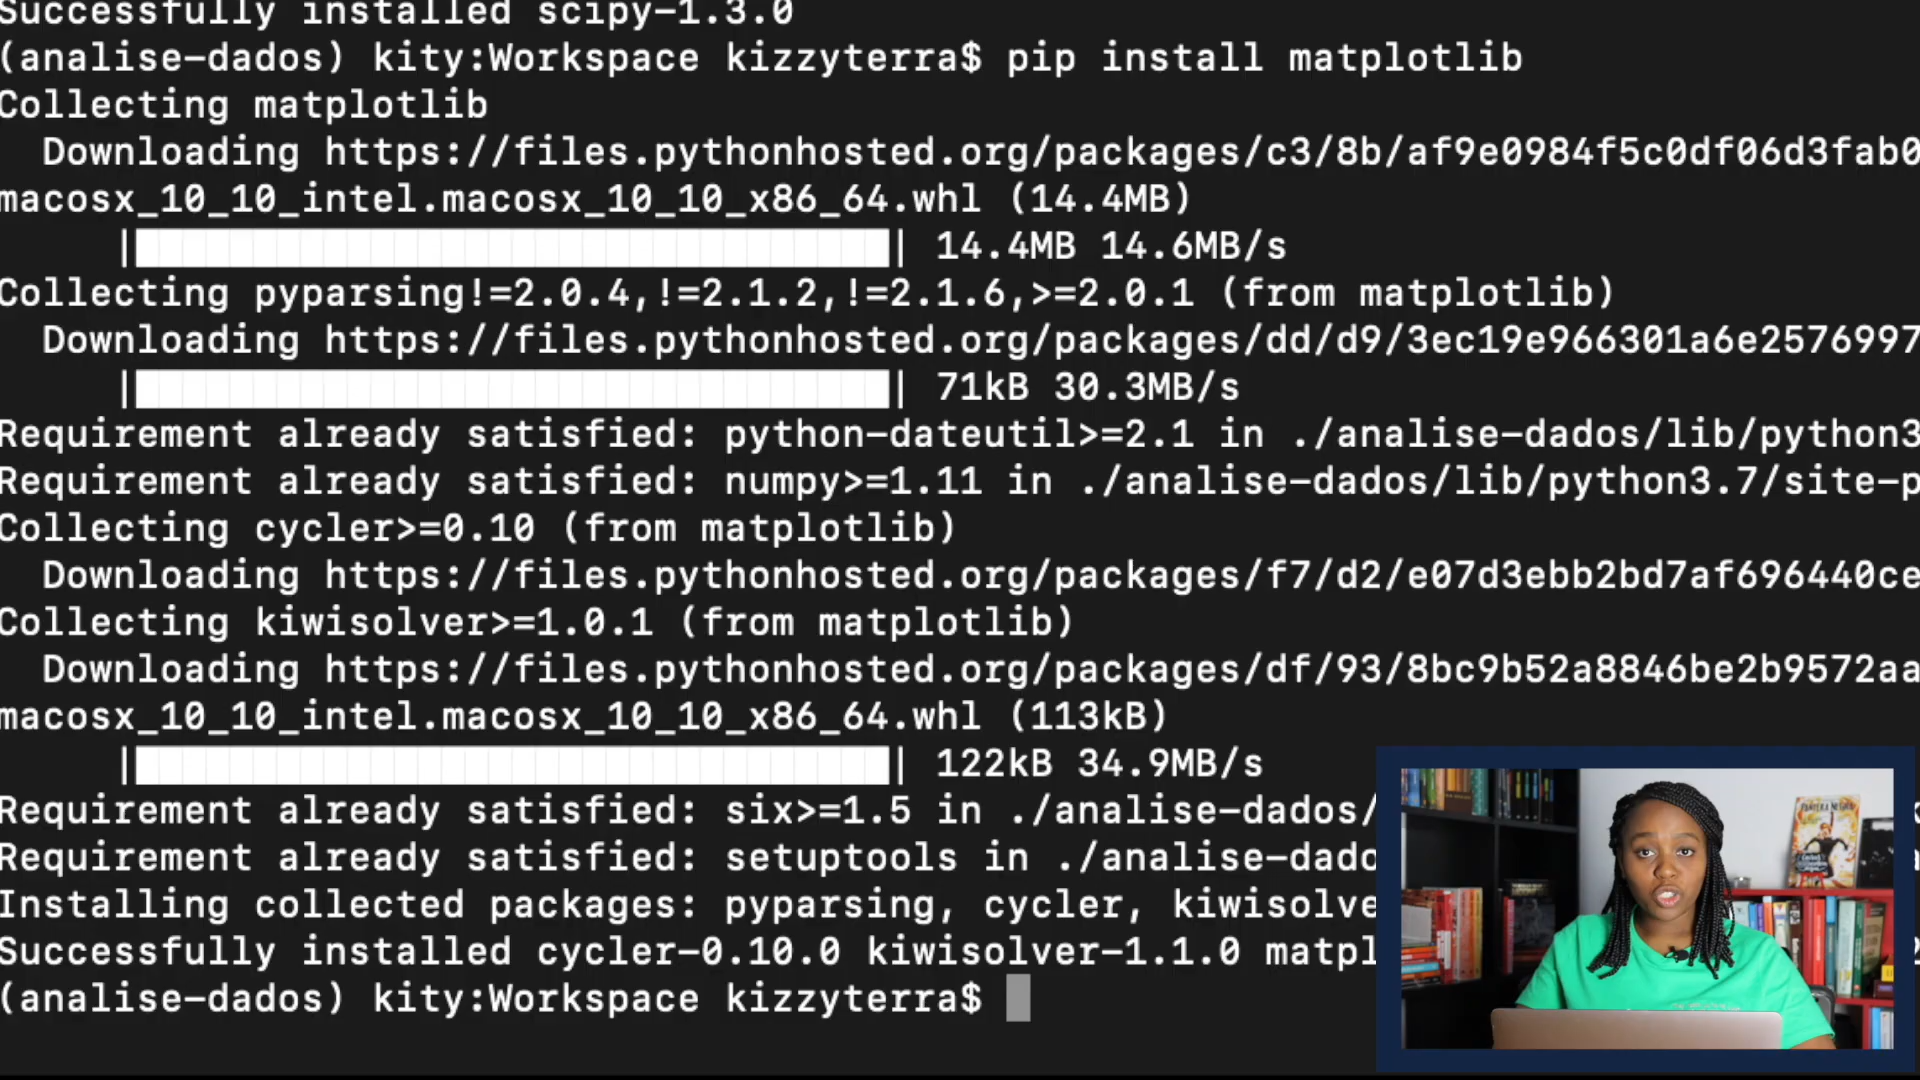 Successfully installed scipy-1.3.0
(analise-dados) kity:Workspace kizzyterra$ pip install matplotlib
Collecting matplotlib
Downloading https://files.pythonhosted.org/packages/c3/8b/af9e0984f5c0df06d3fab0
macosx_10_10_intel.macosx_10_10_x86_64.whl (14.4MB)
14.4MB 14.6MB/s
Collecting pyparsing!=2.0.4,!=2.1.2,!=2.1.6,>=2.0.1 (from matplotlib)
Downloading https://files.pythonhosted.org/packages/dd/d9/3ec19e966301a6e2576997
71kB 30.3MB/s
Requirement already satisfied: python-dateutil>=2.1 in ./analise-dados/lib/python3
Requirement already satisfied: numpy>=1.11 in ./analise-dados/lib/python3.7/site-p
Collecting cycler>=0.10 (from matplotlib)
Downloading https://files.pythonhosted.org/packages/f7/d2/e07d3ebb2bd7af696440ce
Collecting kiwisolver>=1.0.1 (from matplotlib)
Downloading https://files.pythonhosted.org/packages/df/93/8bc9b52a8846be2b9572aa
macosx_10_10_intel.macosx_10_10_x86_64.whl (113kB)
122kB 34.9MB/s
Requirement already satisfied: six>=1.5 in ./analise-dados/
Requirement already satisfied: setuptools in ./analise-dado
Installing collected packages: pyparsing, cycler, kiwisolve
Successfully installed cycler-0.10.0 kiwisolver-1.1.0 matpl
(analise-dados) kity:Workspace kizzyterra$
PANTERA NEGRA